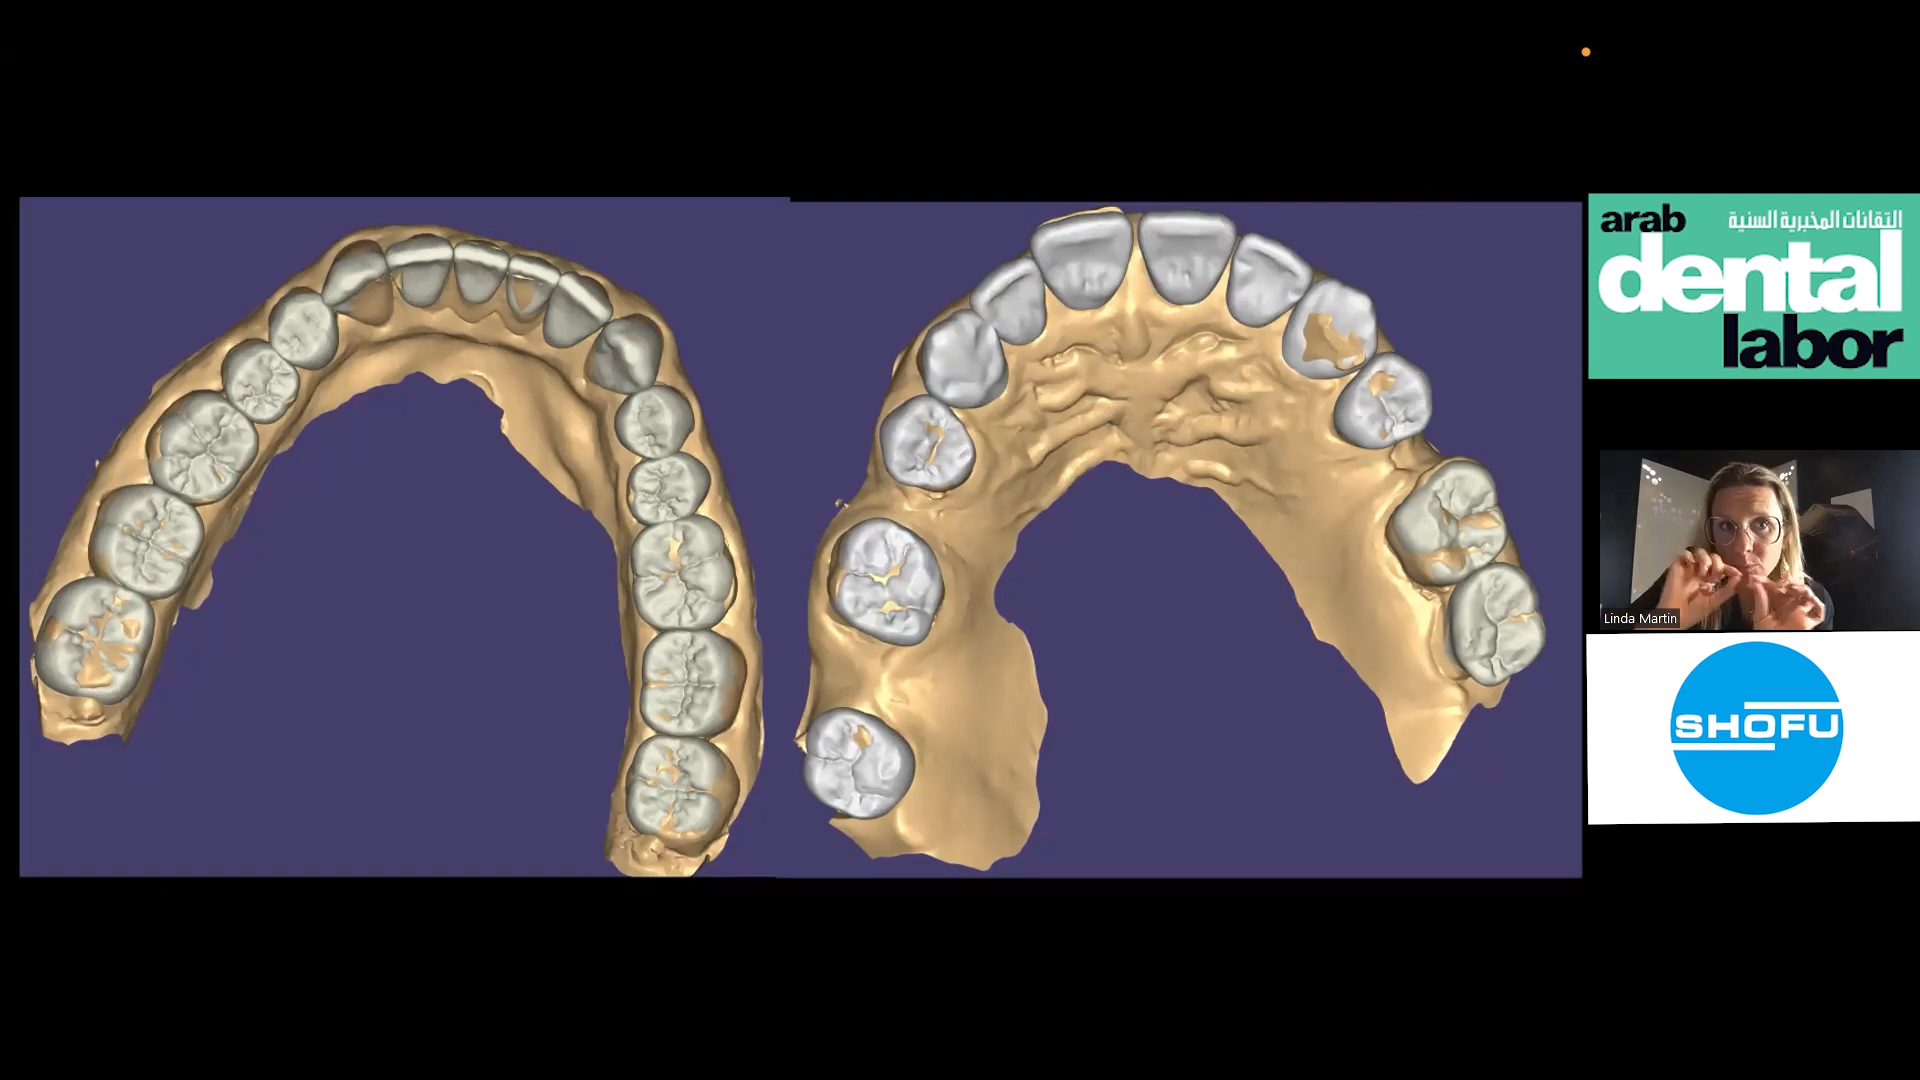 arab
التقانات المخبرية السنية
dental
labor
Linda Martin
SHOFU